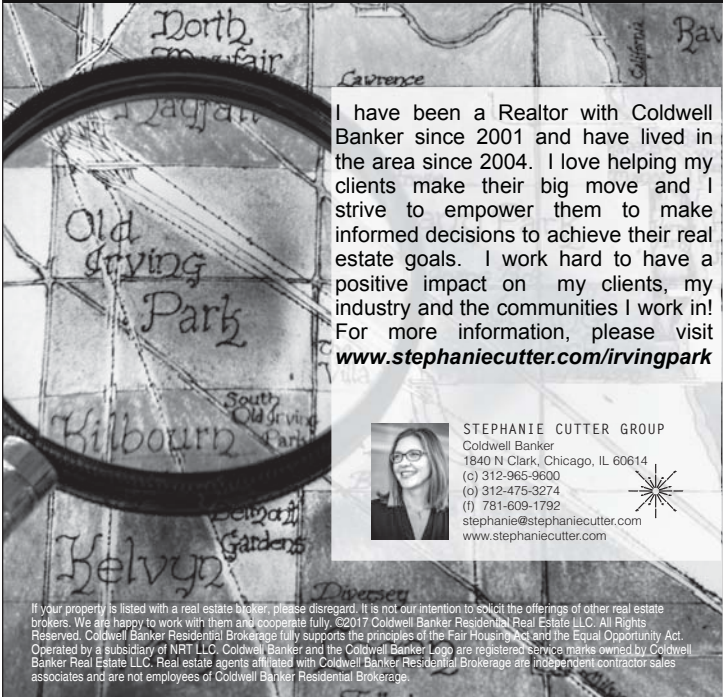 North
Mayfair
Lawrence
California
Mayfair
I have been a Realtor with Coldwell
Banker since 2001 and have lived in
the area since 2004. I love helping my
clients make their big move and I
strive to empower them to make
informed decisions to achieve their real
estate goals. I work hard to have a
positive impact on my clients, my
industry and the communities I work in!
For more information, please visit
www.stephaniecutter.com/irvingpark
Old
Irving
Park
South
Old Irving
Park
Kilbourn
STEPHANIE CUTTER GROUP
Coldwell Banker
1840 N Clark, Chicago, IL 60614
(c) 312-965-9600
(o) 312-475-3274
(f) 781-609-1792
stephanie@stephaniecutter.com
www.stephaniecutter.com
Belmont
Gardens
Kelvyn
Diversey
If your property is listed with a real estate broker, please disregard. It is not our intention to solicit the offerings of other real estate
brokers. We are happy to work with them and cooperate fully. ©2017 Coldwell Banker Residential Real Estate LLC. All Rights
Reserved. Coldwell Banker Residential Brokerage fully supports the principles of the Fair Housing Act and the Equal Opportunity Act.
Operated by a subsidiary of NRT LLC. Coldwell Banker and the Coldwell Banker Logo are registered service marks owned by Coldwell
Banker Real Estate LLC. Real estate agents affiliated with Coldwell Banker Residential Brokerage are independent contractor sales
associates and are not employees of Coldwell Banker Residential Brokerage.